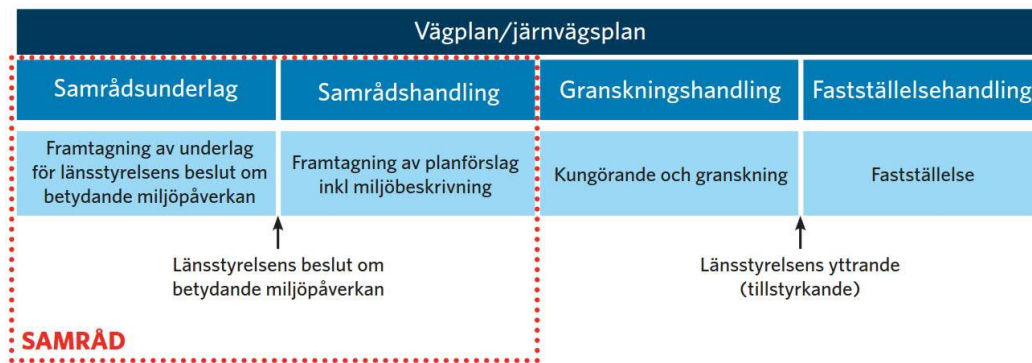 Vägplan/järnvägsplan
Samrådsunderlag
Samrådshandling
Granskningshandling
Fastställelsehandling
Framtagning av underlag
för länsstyrelsens beslut om
betydande miljöpåverkan
Framtagning av planförslag
inkl miljöbeskrivning
Kungörande och granskning
Fastställelse
Länsstyrelsens beslut om
betydande miljöpåverkan
Länsstyrelsens yttrande
(tillstyrkande)
SAMRÅD